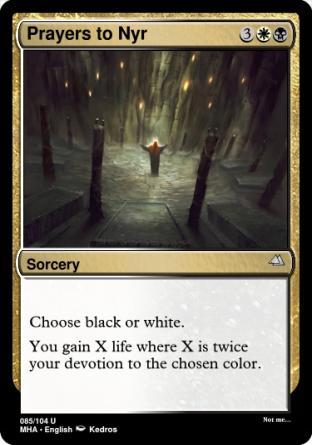 Prayers to Nyr 3
Sorcery
Choose black or white.
You gain X life where X is twice
your devotion to the chosen color.
085/104 U
MHA • English Kedros
Not me...